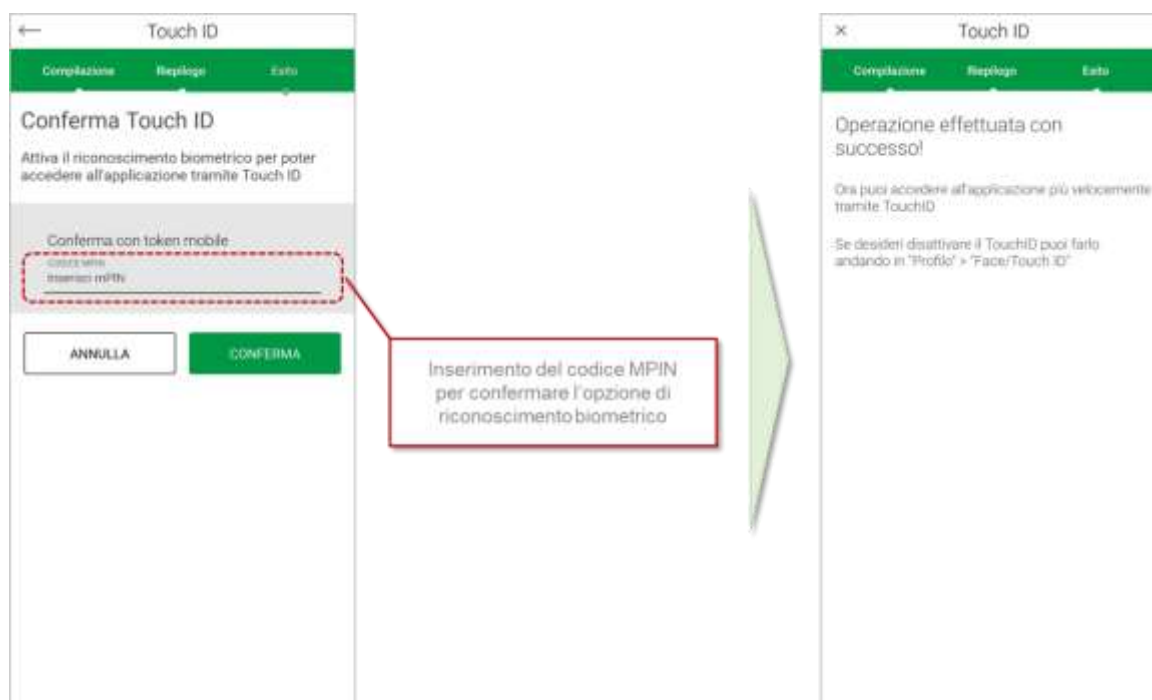 Touch ID
Compilazione Riepilogo Esito
Conferma Touch ID
Attiva il riconoscimento biometrico per poter
accedere all'applicazione tramite Touch ID
Conferma con token mobile
CODICE MPIN
Inserisci mPIN
ANNULLA CONFERMA
Inserimento del codice MPIN
per confermare l'opzione di
riconoscimento biometrico
Touch ID
Compilazione Riepilogo Esito
Operazione effettuata con
successo!
Ora puoi accedere all'applicazione più velocemente
tramite TouchID
Se desideri disattivare il TouchID puoi farlo
andando in "Profilo" > "Face/Touch ID"